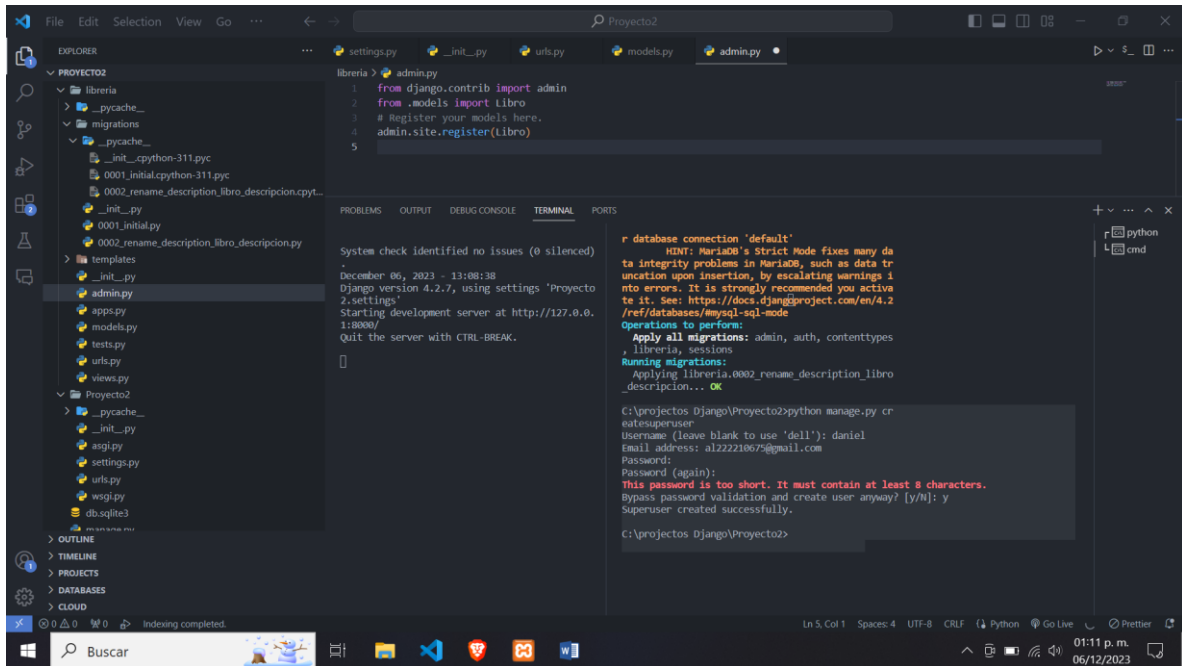 File Edit Selection View Go ··· Proyecto2
EXPLORER ···
PROYECTO2
libreria
__pycache__
migrations
__pycache__
__init__.cpython-311.pyc
0001_initial.cpython-311.pyc
0002_rename_description_libro_descripcion.cpyt...
__init__.py
0001_initial.py
0002_rename_description_libro_descripcion.py
templates
__init__.py
admin.py
apps.py
models.py
tests.py
urls.py
views.py
Proyecto2
__pycache__
__init__.py
asgi.py
settings.py
urls.py
wsgi.py
db.sqlite3
manage.py
OUTLINE
TIMELINE
PROJECTS
DATABASES
CLOUD
settings.py __init__.py urls.py models.py admin.py
libreria > admin.py
1 from django.contrib import admin
2 from .models import Libro
3 # Register your models here.
4 admin.site.register(Libro)
5
PROBLEMS OUTPUT DEBUG CONSOLE TERMINAL PORTS
System check identified no issues (0 silenced)
.
December 06, 2023 - 13:08:38
Django version 4.2.7, using settings 'Proyecto
2.settings'
Starting development server at http://127.0.0.
1:8000/
Quit the server with CTRL-BREAK.
r database connection 'default'
HINT: MariaDB's Strict Mode fixes many da
ta integrity problems in MariaDB, such as data tr
uncation upon insertion, by escalating warnings i
nto errors. It is strongly recommended you activa
te it. See: https://docs.djangoproject.com/en/4.2
/ref/databases/#mysql-sql-mode
Operations to perform:
Apply all migrations: admin, auth, contenttypes
, libreria, sessions
Running migrations:
Applying libreria.0002_rename_description_libro
_descripcion... OK
C:\projectos Django\Proyecto2>python manage.py cr
eatesuperuser
Username (leave blank to use 'dell'): daniel
Email address: al222210675@gmail.com
Password:
Password (again):
This password is too short. It must contain at least 8 characters.
Bypass password validation and create user anyway? [y/N]: y
Superuser created successfully.
C:\projectos Django\Proyecto2>
python
cmd
0 0 0 Indexing completed.
Ln 5, Col 1 Spaces: 4 UTF-8 CRLF Python Go Live Prettier
Buscar
01:11 p. m.
06/12/2023